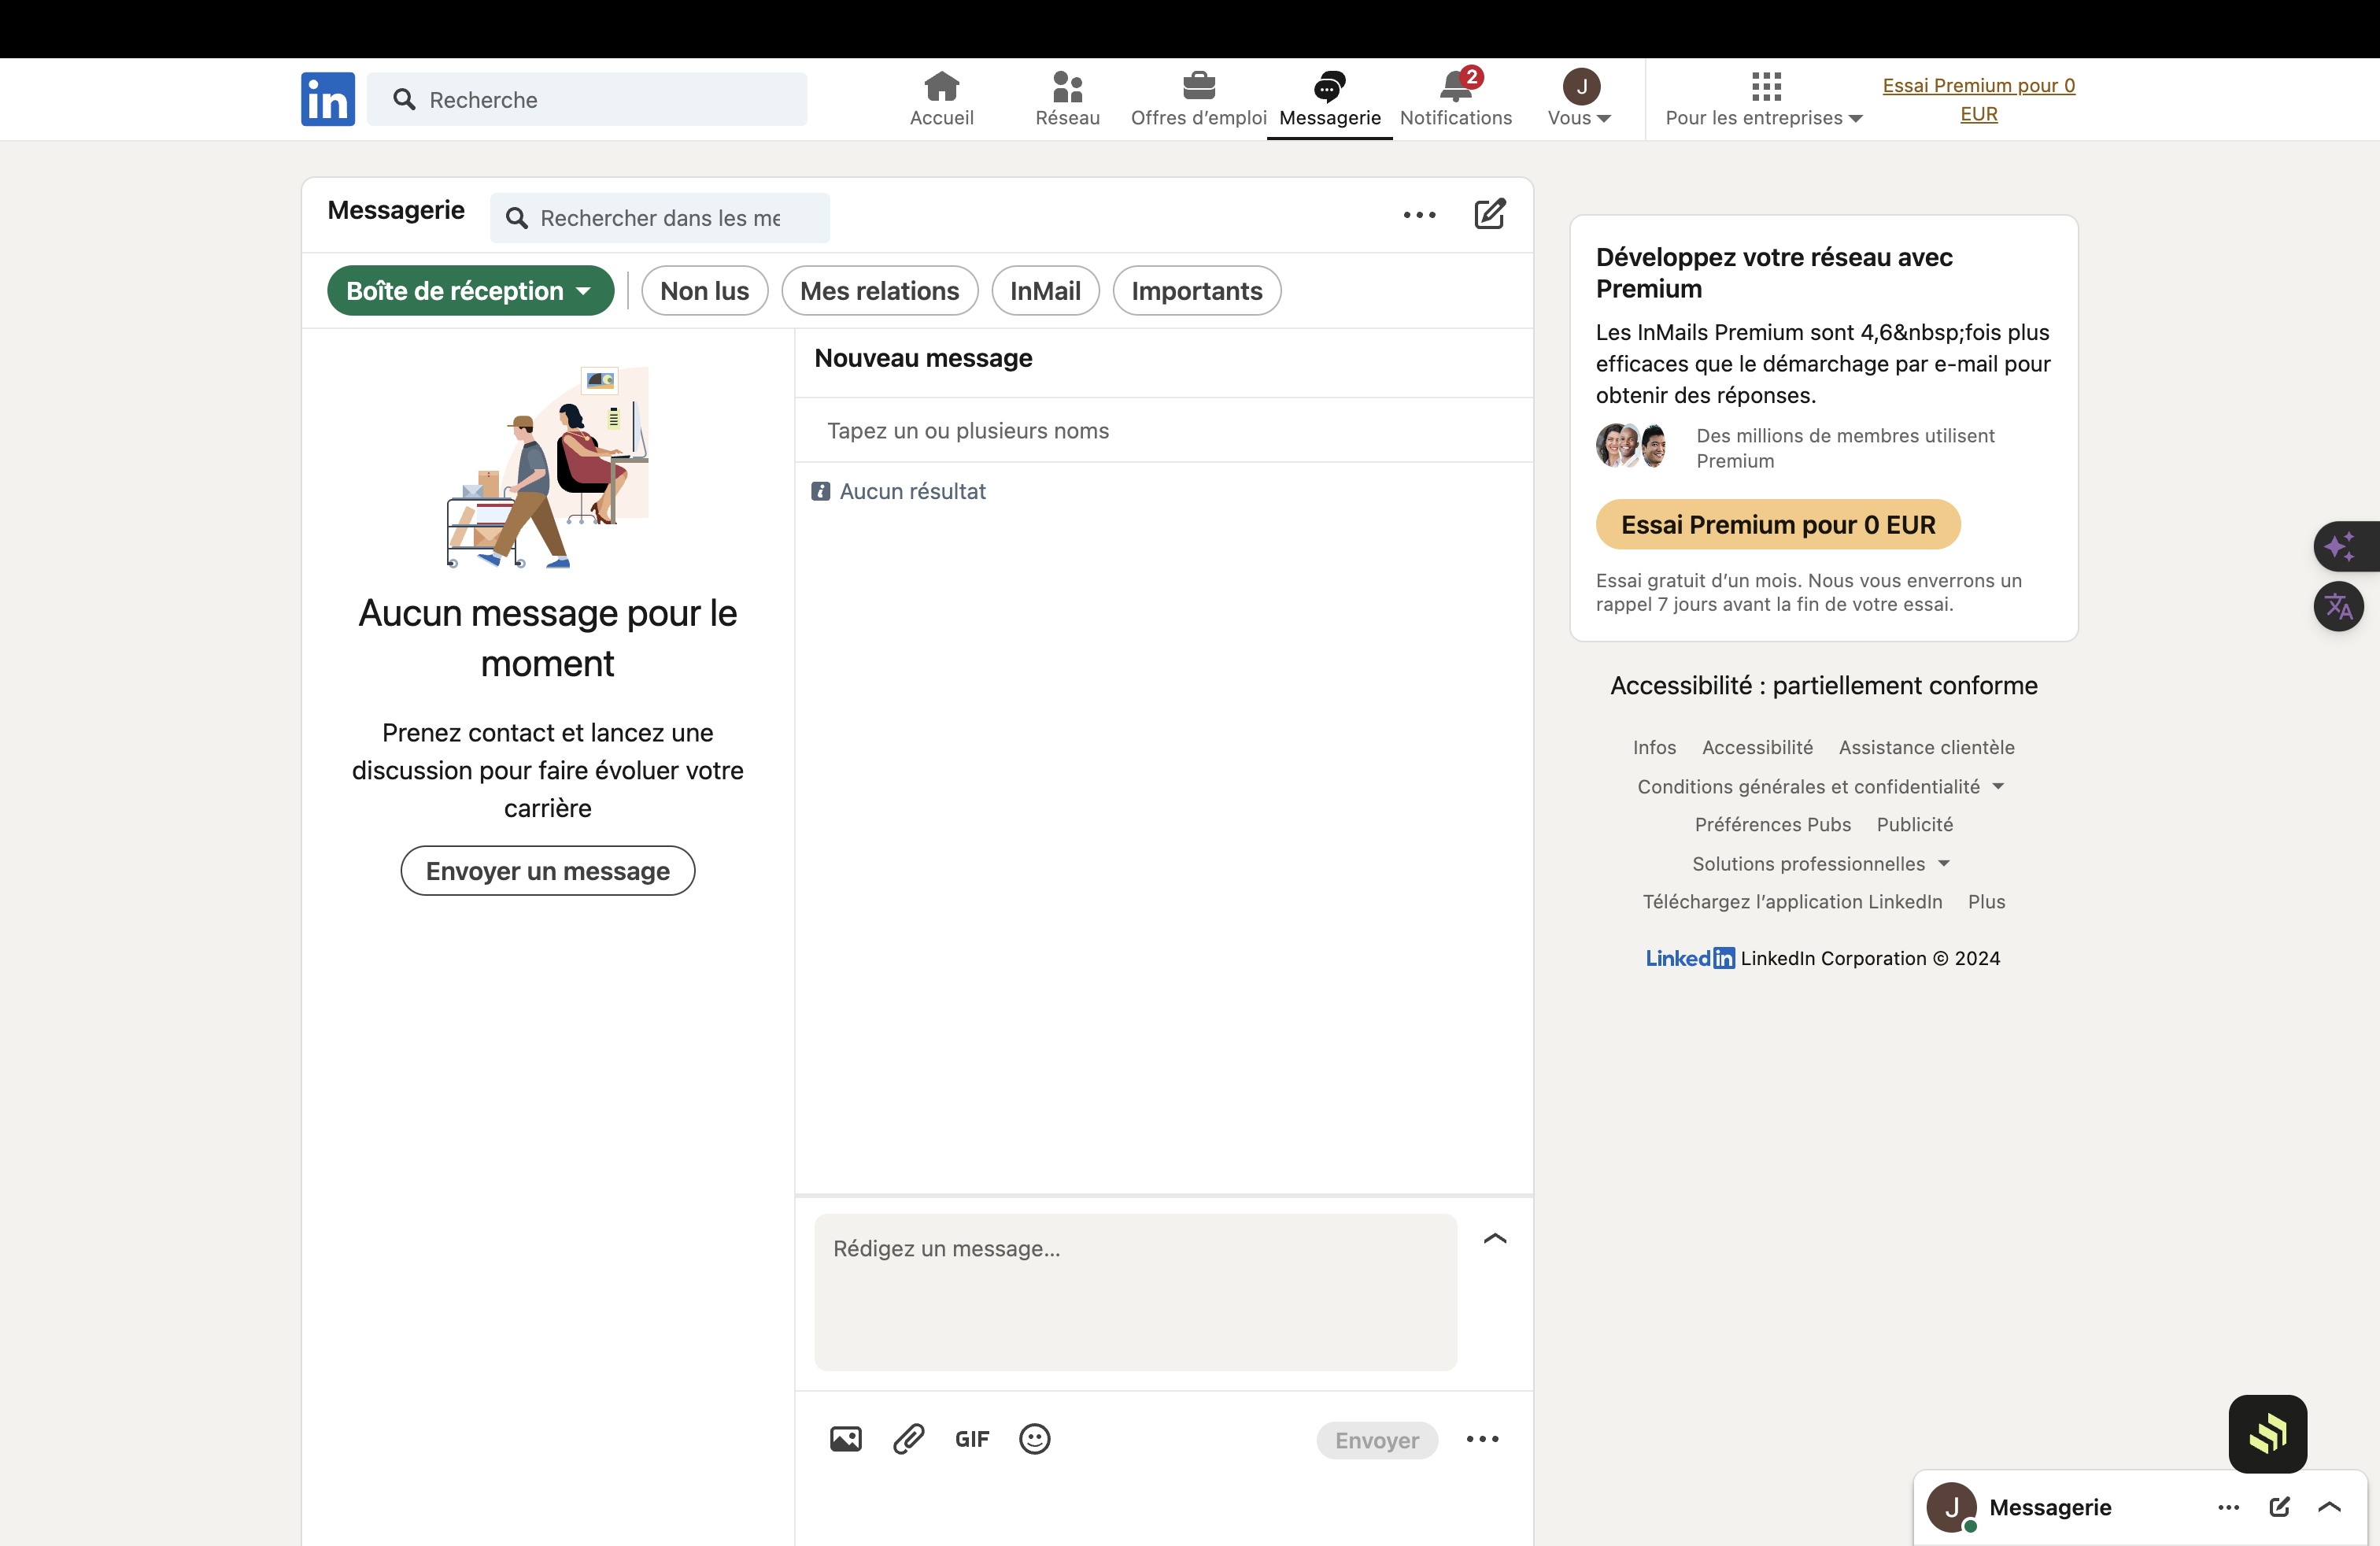 in
Recherche
Accueil
Réseau
Offres d’emploi
Messagerie
2
Notifications
J
Vous
Pour les entreprises
Essai Premium pour 0
EUR
Messagerie
Rechercher dans les me
Boîte de réception
Non lus
Mes relations
InMail
Importants
Aucun message pour le
moment
Prenez contact et lancez une
discussion pour faire évoluer votre
carrière
Envoyer un message
Nouveau message
Tapez un ou plusieurs noms
Aucun résultat
Rédigez un message…
GIF
Envoyer
Développez votre réseau avec
Premium
Les InMails Premium sont 4,6&nbsp;fois plus
efficaces que le démarchage par e-mail pour
obtenir des réponses.
Des millions de membres utilisent
Premium
Essai Premium pour 0 EUR
Essai gratuit d’un mois. Nous vous enverrons un
rappel 7 jours avant la fin de votre essai.
Accessibilité : partiellement conforme
Infos Accessibilité Assistance clientèle
Conditions générales et confidentialité
Préférences Pubs Publicité
Solutions professionnelles
Téléchargez l’application LinkedIn Plus
LinkedIn LinkedIn Corporation © 2024
J Messagerie